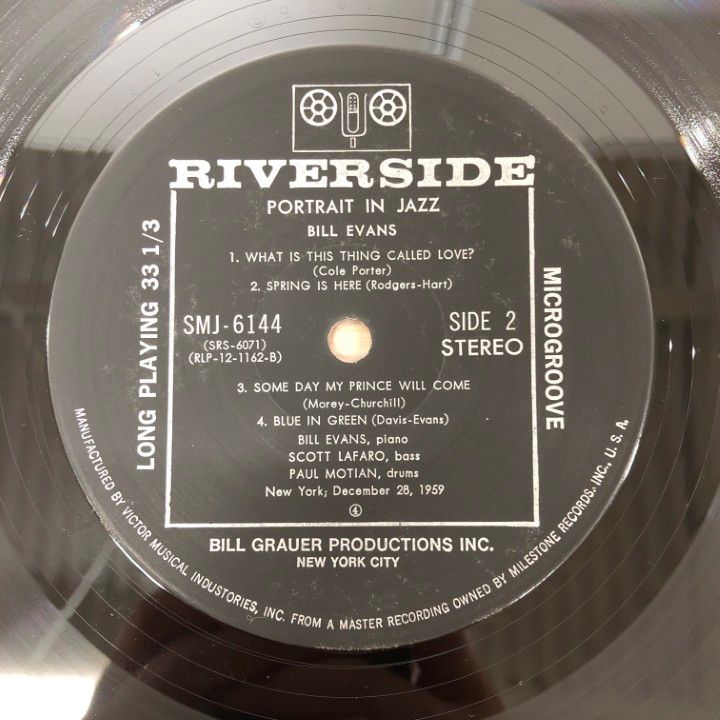 RIVERSIDE
PORTRAIT IN JAZZ
BILL EVANS
1. WHAT IS THIS THING CALLED LOVE?
(Cole Porter)
2. SPRING IS HERE (Rodgers-Hart)
SMJ-6144
(SRS-6071)
(RLP-12-1162-B)
SIDE 2
STEREO
3. SOME DAY MY PRINCE WILL COME
(Morey-Churchill)
4. BLUE IN GREEN (Davis-Evans)
BILL EVANS, piano
SCOTT LAFARO, bass
PAUL MOTIAN, drums
New York; December 28, 1959
④
BILL GRAUER PRODUCTIONS INC.
NEW YORK CITY
LONG PLAYING 33 1/3
MICROGROOVE
MANUFACTURED BY VICTOR MUSICAL INDUSTORIES, INC. FROM A MASTER RECORDING OWNED BY MILESTONE RECORDS. INC., U. S. A.